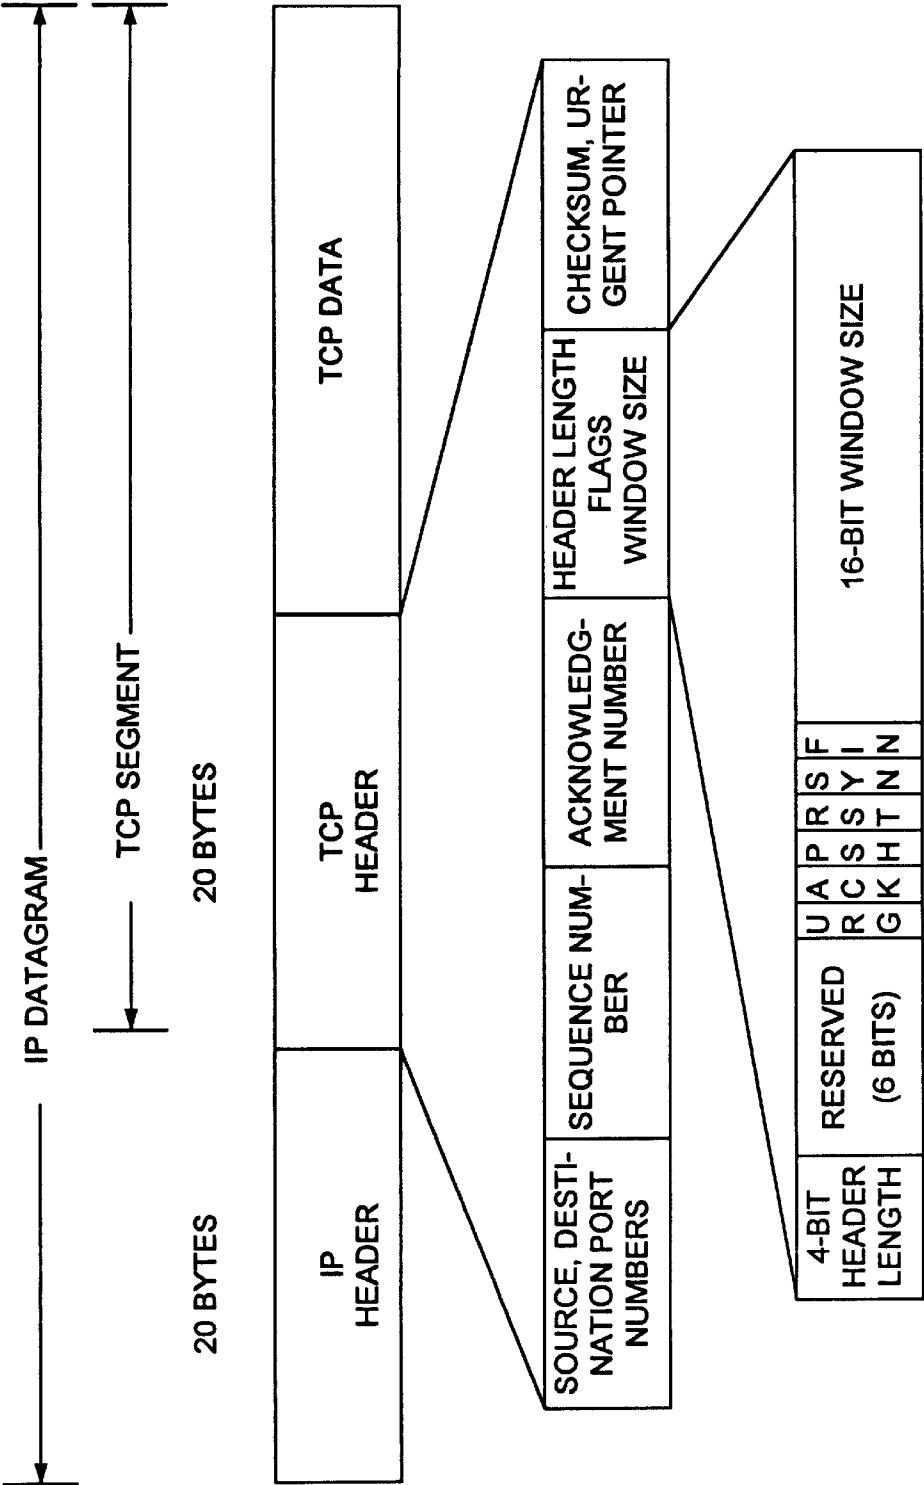 IP DATAGRAM
TCP SEGMENT
20 BYTES
20 BYTES
IP
HEADER
TCP
HEADER
TCP DATA
SOURCE, DESTI-
NATION PORT
NUMBERS
SEQUENCE NUM-
BER
ACKNOWLEDG-
MENT NUMBER
HEADER LENGTH
FLAGS
WINDOW SIZE
CHECKSUM, UR-
GENT POINTER
4-BIT
HEADER
LENGTH
RESERVED
(6 BITS)
U
R
G
A
C
K
P
S
H
R
S
T
S
Y
N
F
I
N
16-BIT WINDOW SIZE